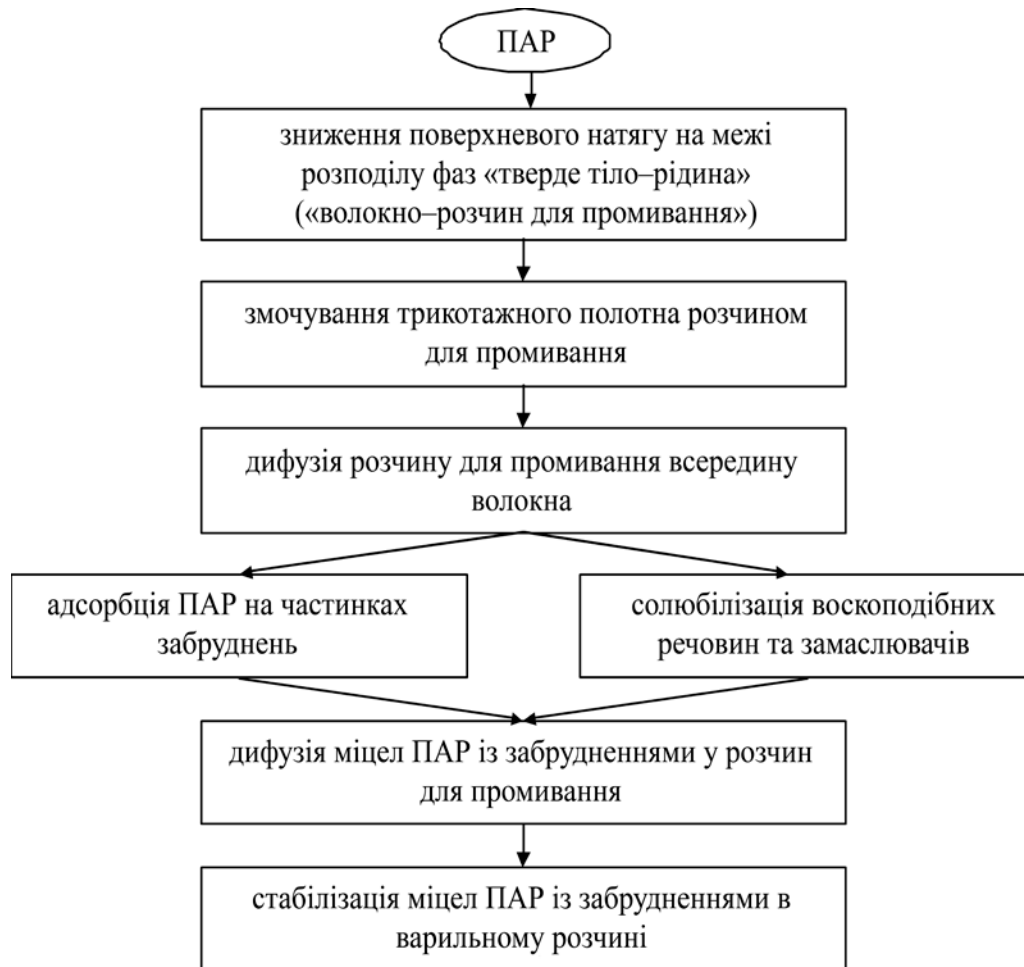 ПАР
зниження поверхневого натягу на межі
розподілу фаз «тверде тіло–рідина»
(«волокно–розчин для промивання»)
змочування трикотажного полотна розчином
для промивання
дифузія розчину для промивання всередину
волокна
адсорбція ПАР на частинках
забруднень
солюбілізація воскоподібних
речовин та замаслювачів
дифузія міцел ПАР із забрудненнями у розчин
для промивання
стабілізація міцел ПАР із забрудненнями в
варильному розчині